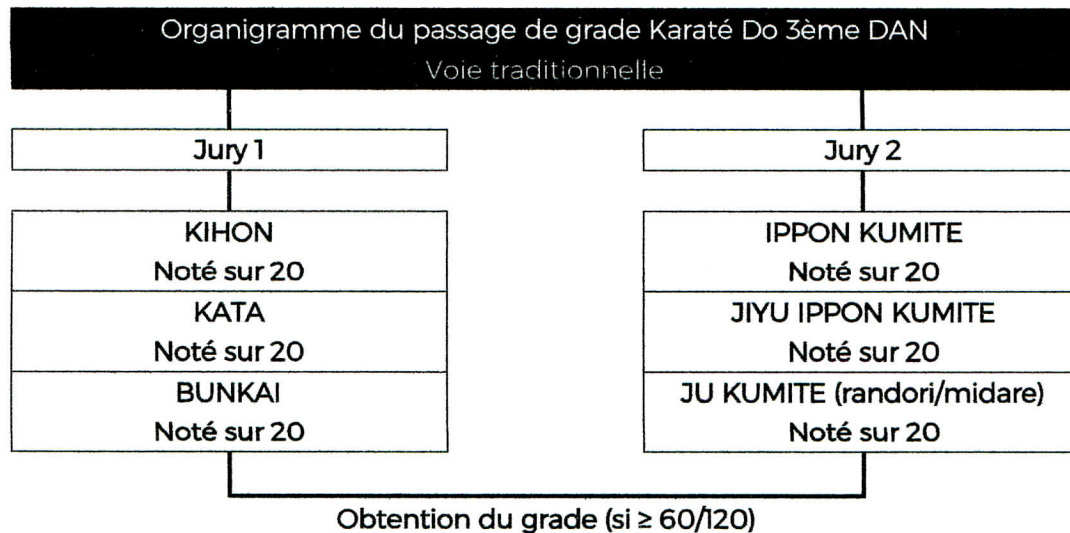 Organigramme du passage de grade Karaté Do 3ème DAN
Voie traditionnelle
Jury 1
KIHON
Noté sur 20
KATA
Noté sur 20
BUNKAI
Noté sur 20
Jury 2
IPPON KUMITE
Noté sur 20
JIYU IPPON KUMITE
Noté sur 20
JU KUMITE (randori/midare)
Noté sur 20
Obtention du grade (si ≥ 60/120)